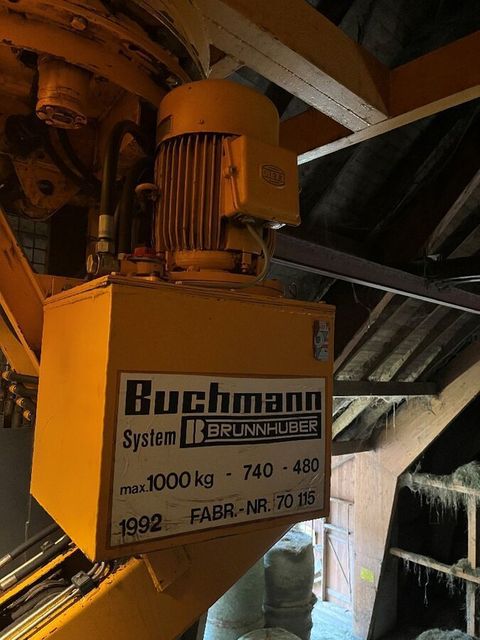 Buchmann
System B BRUNNHUBER
max. 1000 kg - 740 - 480
1992 FABR.-NR. 70 115